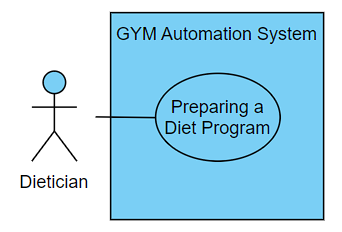 GYM Automation System
Preparing a
Diet Program
Dietician